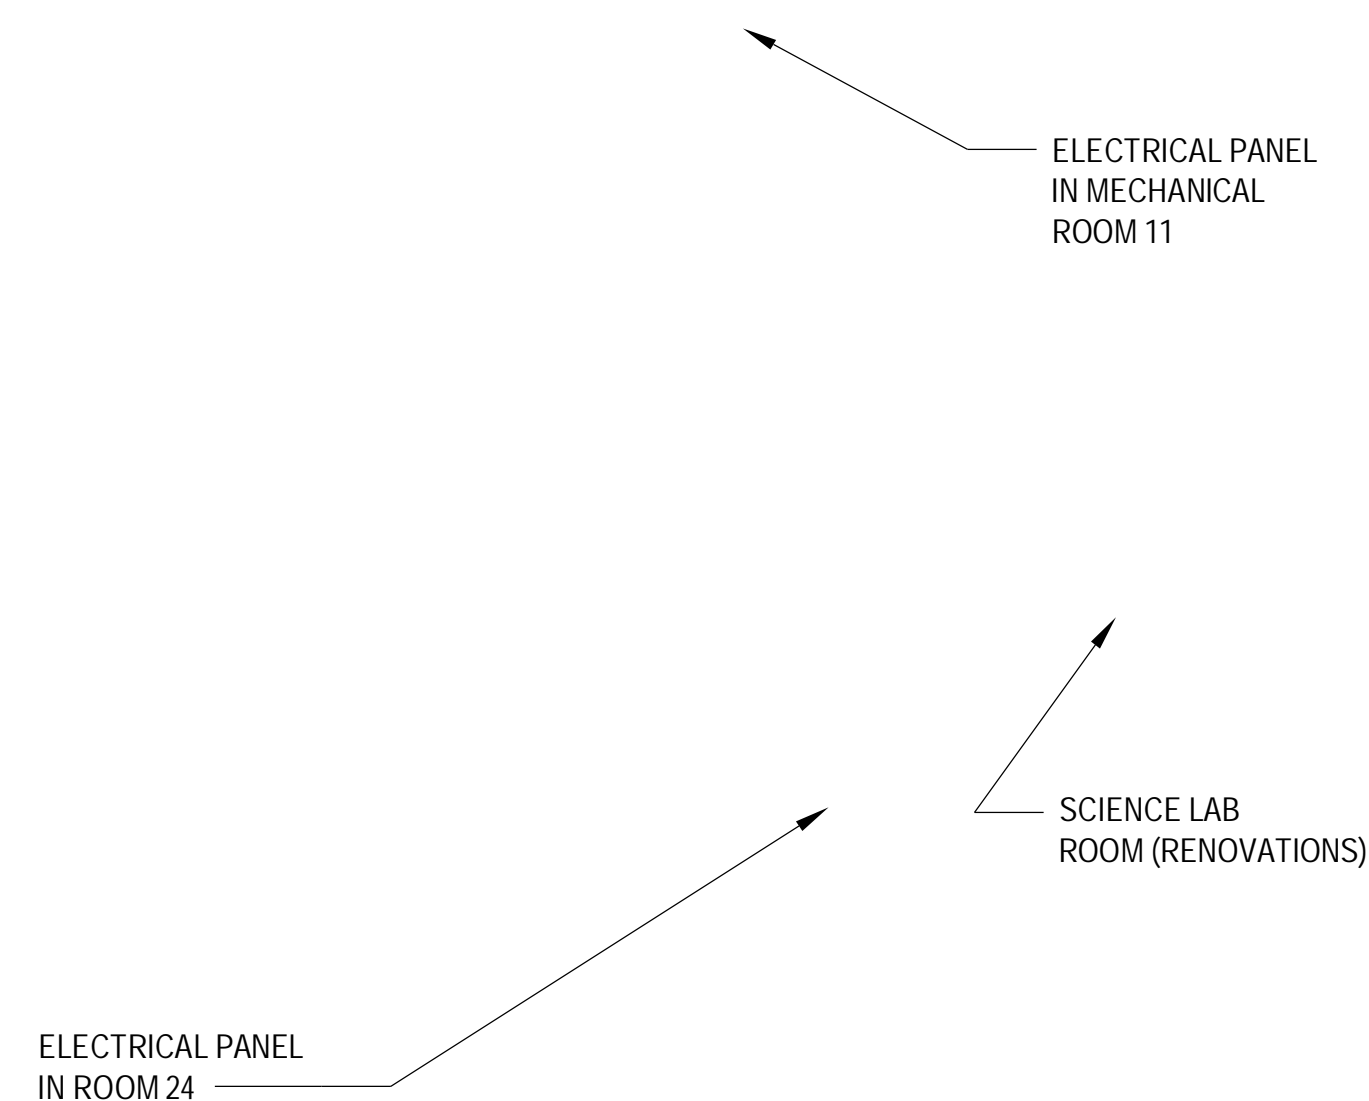 ELECTRICAL PANEL
IN MECHANICAL
ROOM 11
SCIENCE LAB
ROOM (RENOVATIONS)
ELECTRICAL PANEL
IN ROOM 24